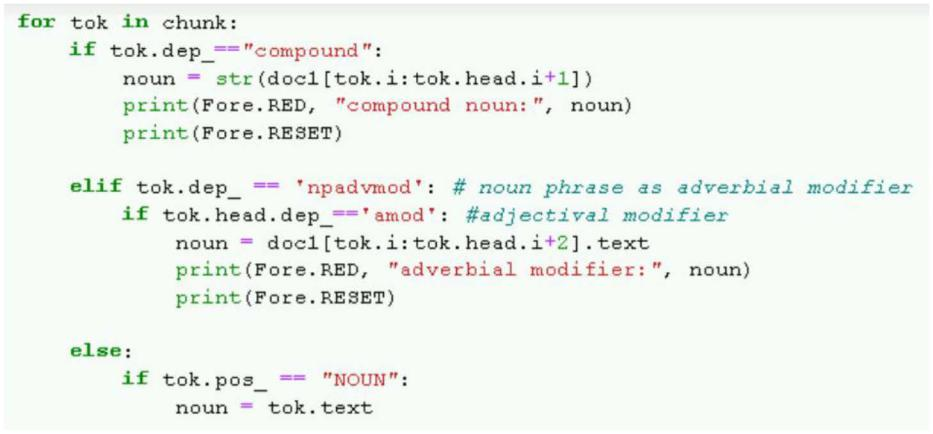 for tok in chunk:
    if tok.dep_=="compound":
        noun = str(doc1[tok.i:tok.head.i+1])
        print(Fore.RED, "compound noun:", noun)
        print(Fore.RESET)

    elif tok.dep_ == 'npadvmod': # noun phrase as adverbial modifier
        if tok.head.dep_=='amod': #adjectival modifier
            noun = doc1[tok.i:tok.head.i+2].text
            print(Fore.RED, "adverbial modifier:", noun)
            print(Fore.RESET)

    else:
        if tok.pos_ == "NOUN":
            noun = tok.text